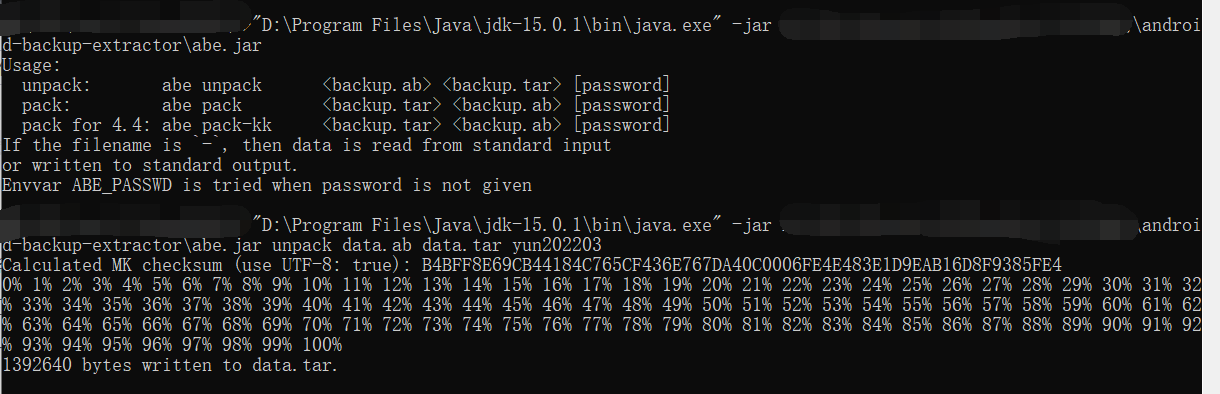 "D:\Program Files\Java\jdk-15.0.1\bin\java.exe" -jar \androi
d-backup-extractor\abe.jar
Usage:
unpack: abe unpack <backup.ab> <backup.tar> [password]
pack: abe pack <backup.tar> <backup.ab> [password]
pack for 4.4: abe pack-kk <backup.tar> <backup.ab> [password]
If the filename is `-`, then data is read from standard input
or written to standard output.
Envvar ABE_PASSWD is tried when password is not given
"D:\Program Files\Java\jdk-15.0.1\bin\java.exe" -jar \androi
d-backup-extractor\abe.jar unpack data.ab data.tar yun202203
Calculated MK checksum (use UTF-8: true): B4BFF8E69CB44184C765CF436E767DA40C0006FE4E483E1D9EAB16D8F9385FE4
0% 1% 2% 3% 4% 5% 6% 7% 8% 9% 10% 11% 12% 13% 14% 15% 16% 17% 18% 19% 20% 21% 22% 23% 24% 25% 26% 27% 28% 29% 30% 31% 32
% 33% 34% 35% 36% 37% 38% 39% 40% 41% 42% 43% 44% 45% 46% 47% 48% 49% 50% 51% 52% 53% 54% 55% 56% 57% 58% 59% 60% 61% 62
% 63% 64% 65% 66% 67% 68% 69% 70% 71% 72% 73% 74% 75% 76% 77% 78% 79% 80% 81% 82% 83% 84% 85% 86% 87% 88% 89% 90% 91% 92
% 93% 94% 95% 96% 97% 98% 99% 100%
1392640 bytes written to data.tar.